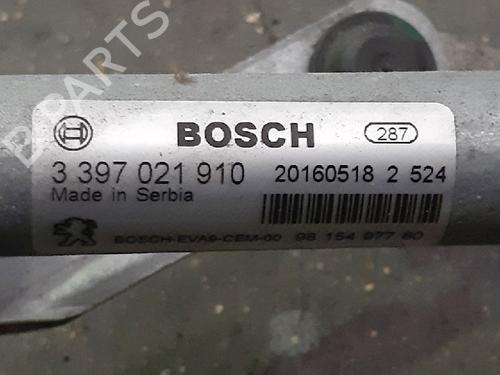 B-PARTS
BOSCH
287
3 397 021 910
20160518 2 524
Made in Serbia
BOSCH-EVA9-CEM-00 98 154 977 80